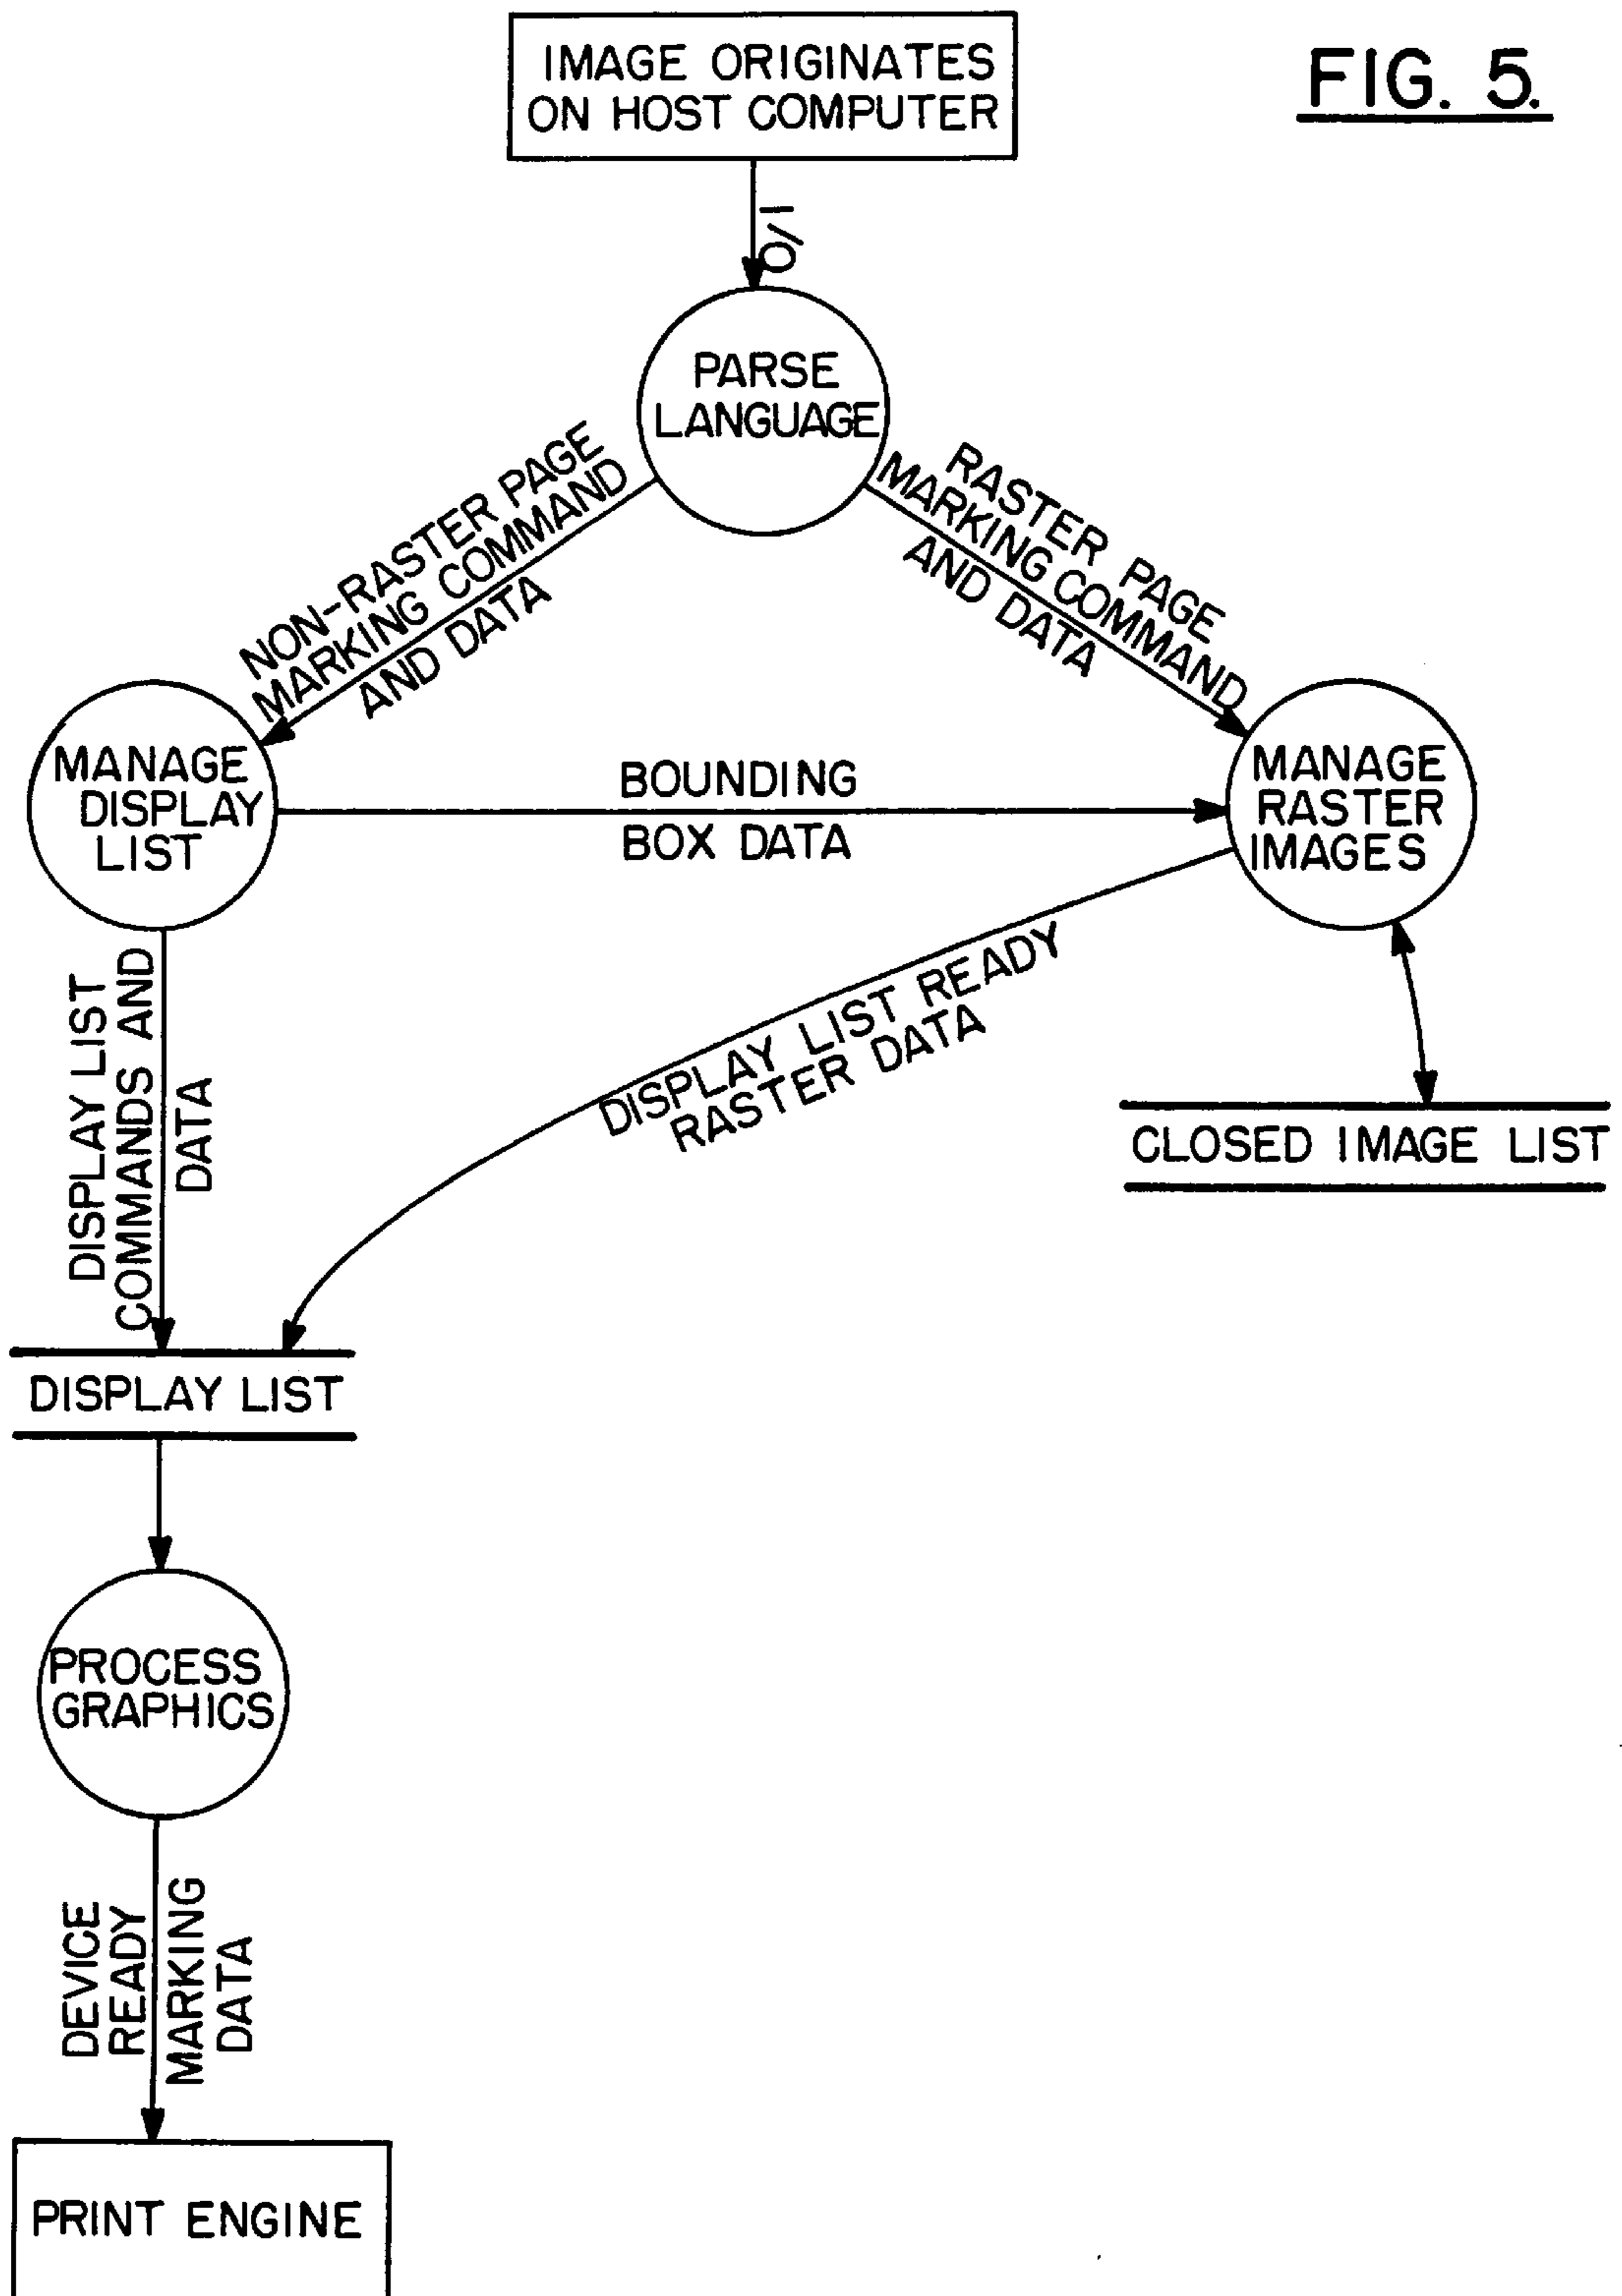 FIG. 5.
IMAGE ORIGINATES
ON HOST COMPUTER
I/O
PARSE
LANGUAGE
NON-RASTER PAGE
MARKING COMMAND
AND DATA
RASTER PAGE
MARKING COMMAND
AND DATA
MANAGE
DISPLAY
LIST
BOUNDING
BOX DATA
MANAGE
RASTER
IMAGES
DISPLAY LIST
COMMANDS AND
DATA
DISPLAY LIST READY
RASTER DATA
CLOSED IMAGE LIST
DISPLAY LIST
PROCESS
GRAPHICS
DEVICE
READY
MARKING
DATA
PRINT ENGINE